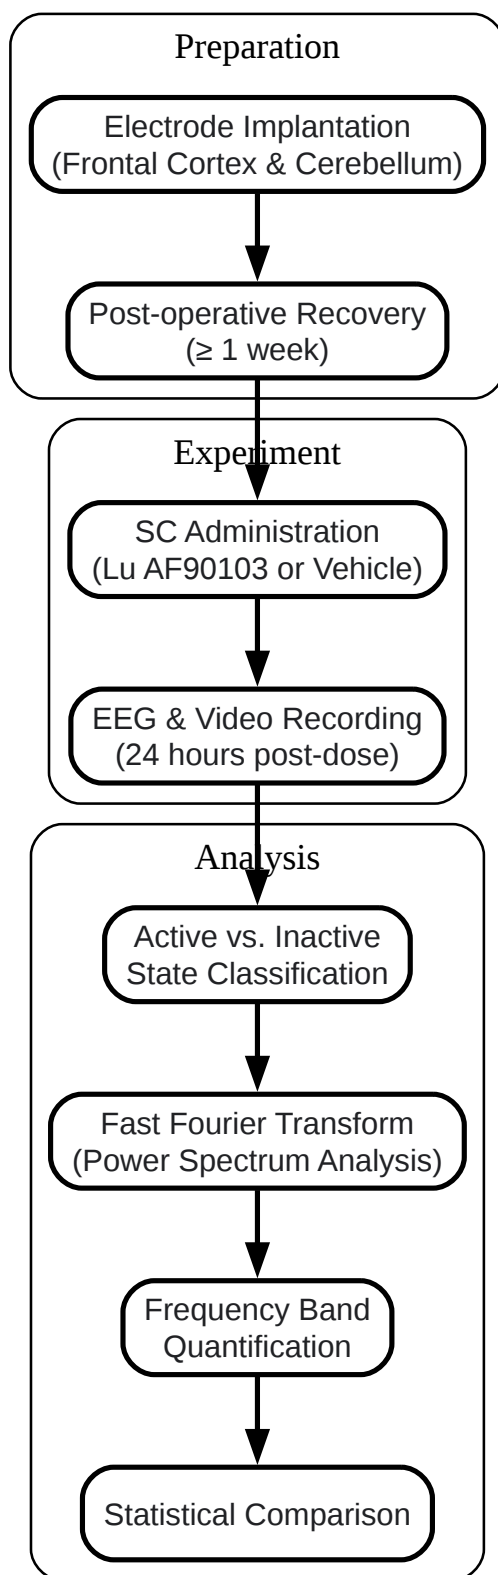 Preparation
Electrode Implantation
(Frontal Cortex & Cerebellum)
Post-operative Recovery
(≥ 1 week)
Experiment
SC Administration
(Lu AF90103 or Vehicle)
EEG & Video Recording
(24 hours post-dose)
Analysis
Active vs. Inactive
State Classification
Fast Fourier Transform
(Power Spectrum Analysis)
Frequency Band
Quantification
Statistical Comparison